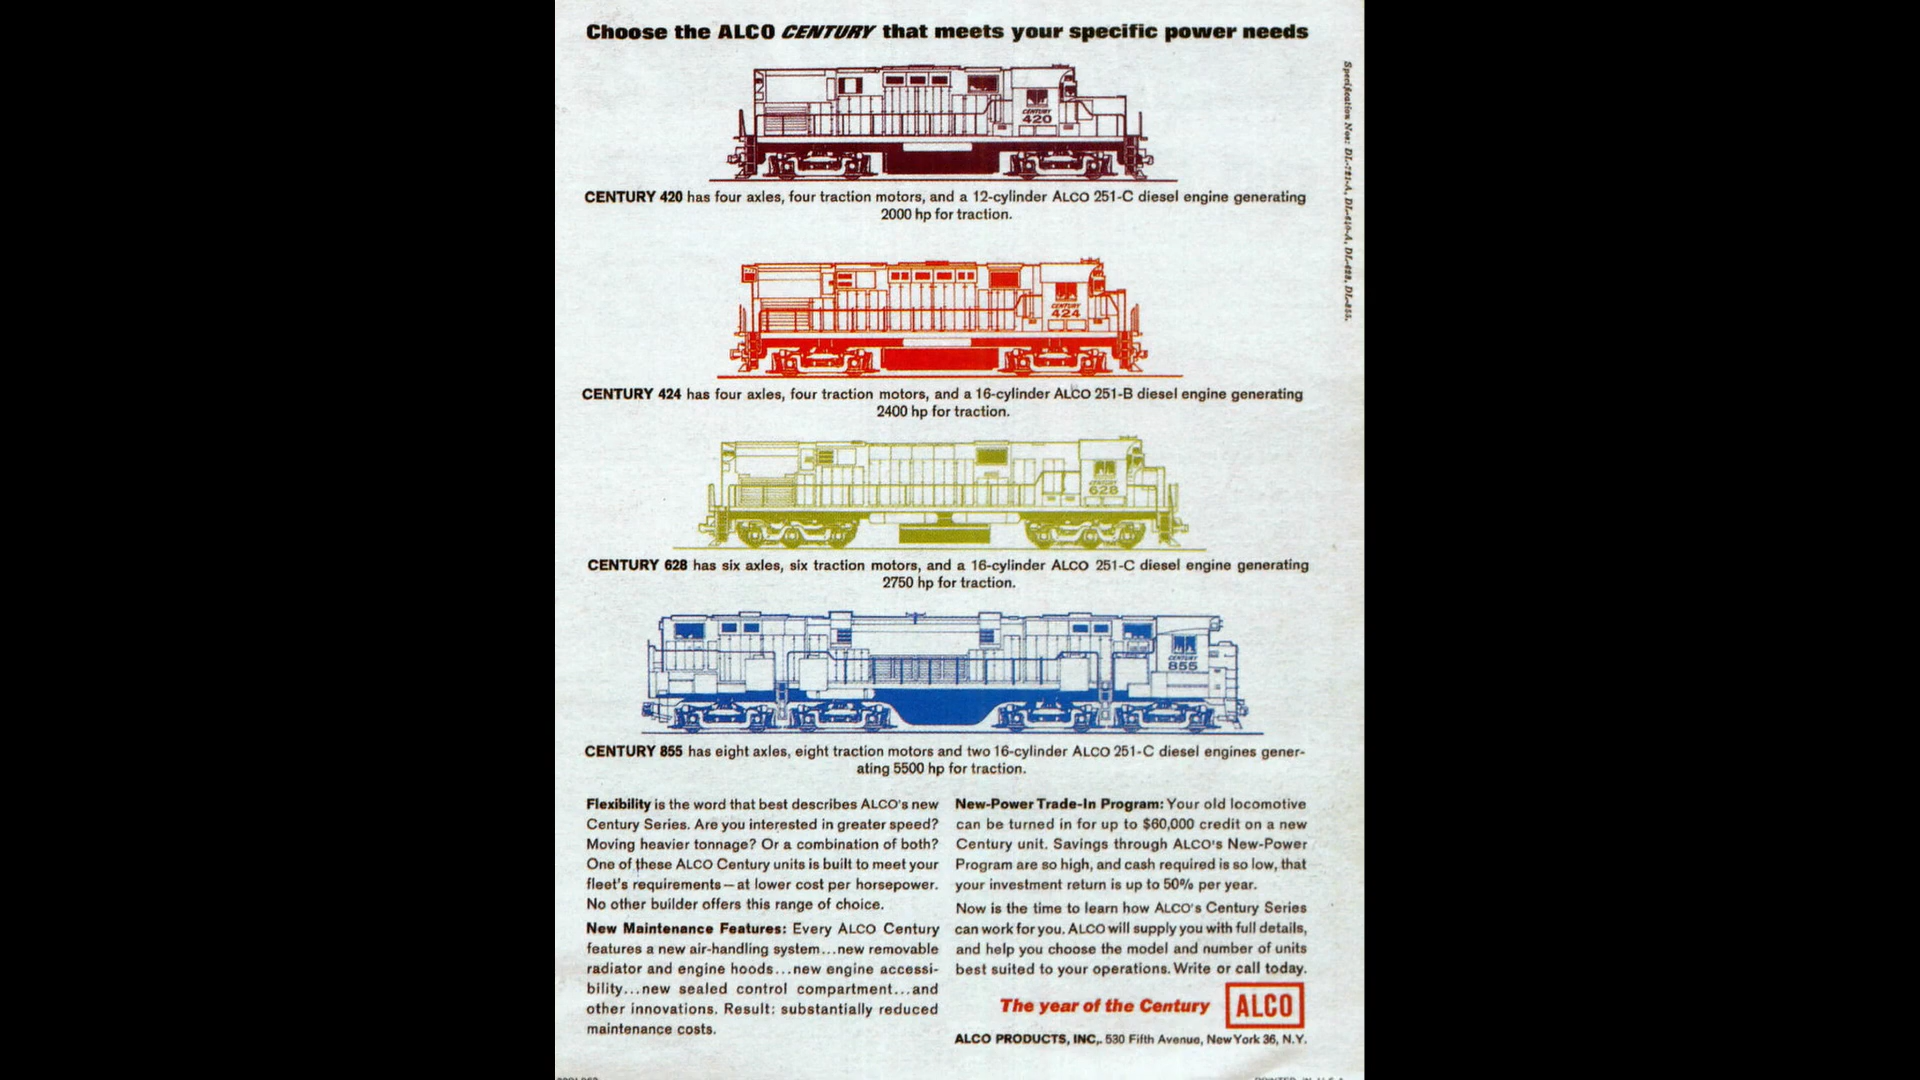 Choose the ALCO CENTURY that meets your specific power needs
CENTURY
420
CENTURY 420 has four axles, four traction motors, and a 12-cylinder ALCO 251-C diesel engine generating
2000 hp for traction.
CENTURY
424
CENTURY 424 has four axles, four traction motors, and a 16-cylinder ALCO 251-B diesel engine generating
2400 hp for traction.
CENTURY
628
CENTURY 628 has six axles, six traction motors, and a 16-cylinder ALCO 251-C diesel engine generating
2750 hp for traction.
CENTURY
855
CENTURY 855 has eight axles, eight traction motors and two 16-cylinder ALCO 251-C diesel engines gener-
ating 5500 hp for traction.
Flexibility is the word that best describes ALCO's new
Century Series. Are you interested in greater speed?
Moving heavier tonnage? Or a combination of both?
One of these ALCO Century units is built to meet your
fleet's requirements—at lower cost per horsepower.
No other builder offers this range of choice.
New Maintenance Features: Every ALCO Century
features a new air-handling system...new removable
radiator and engine hoods...new engine accessi-
bility...new sealed control compartment...and
other innovations. Result: substantially reduced
maintenance costs.
New-Power Trade-In Program: Your old locomotive
can be turned in for up to $60,000 credit on a new
Century unit. Savings through ALCO's New-Power
Program are so high, and cash required is so low, that
your investment return is up to 50% per year.
Now is the time to learn how ALCO's Century Series
can work for you. ALCO will supply you with full details,
and help you choose the model and number of units
best suited to your operations. Write or call today.
The year of the Century
ALCO
ALCO PRODUCTS, INC., 530 Fifth Avenue, New York 36, N.Y.
Specification Nos: DL-721-A, DL-640-A, DL-628, DL-855.